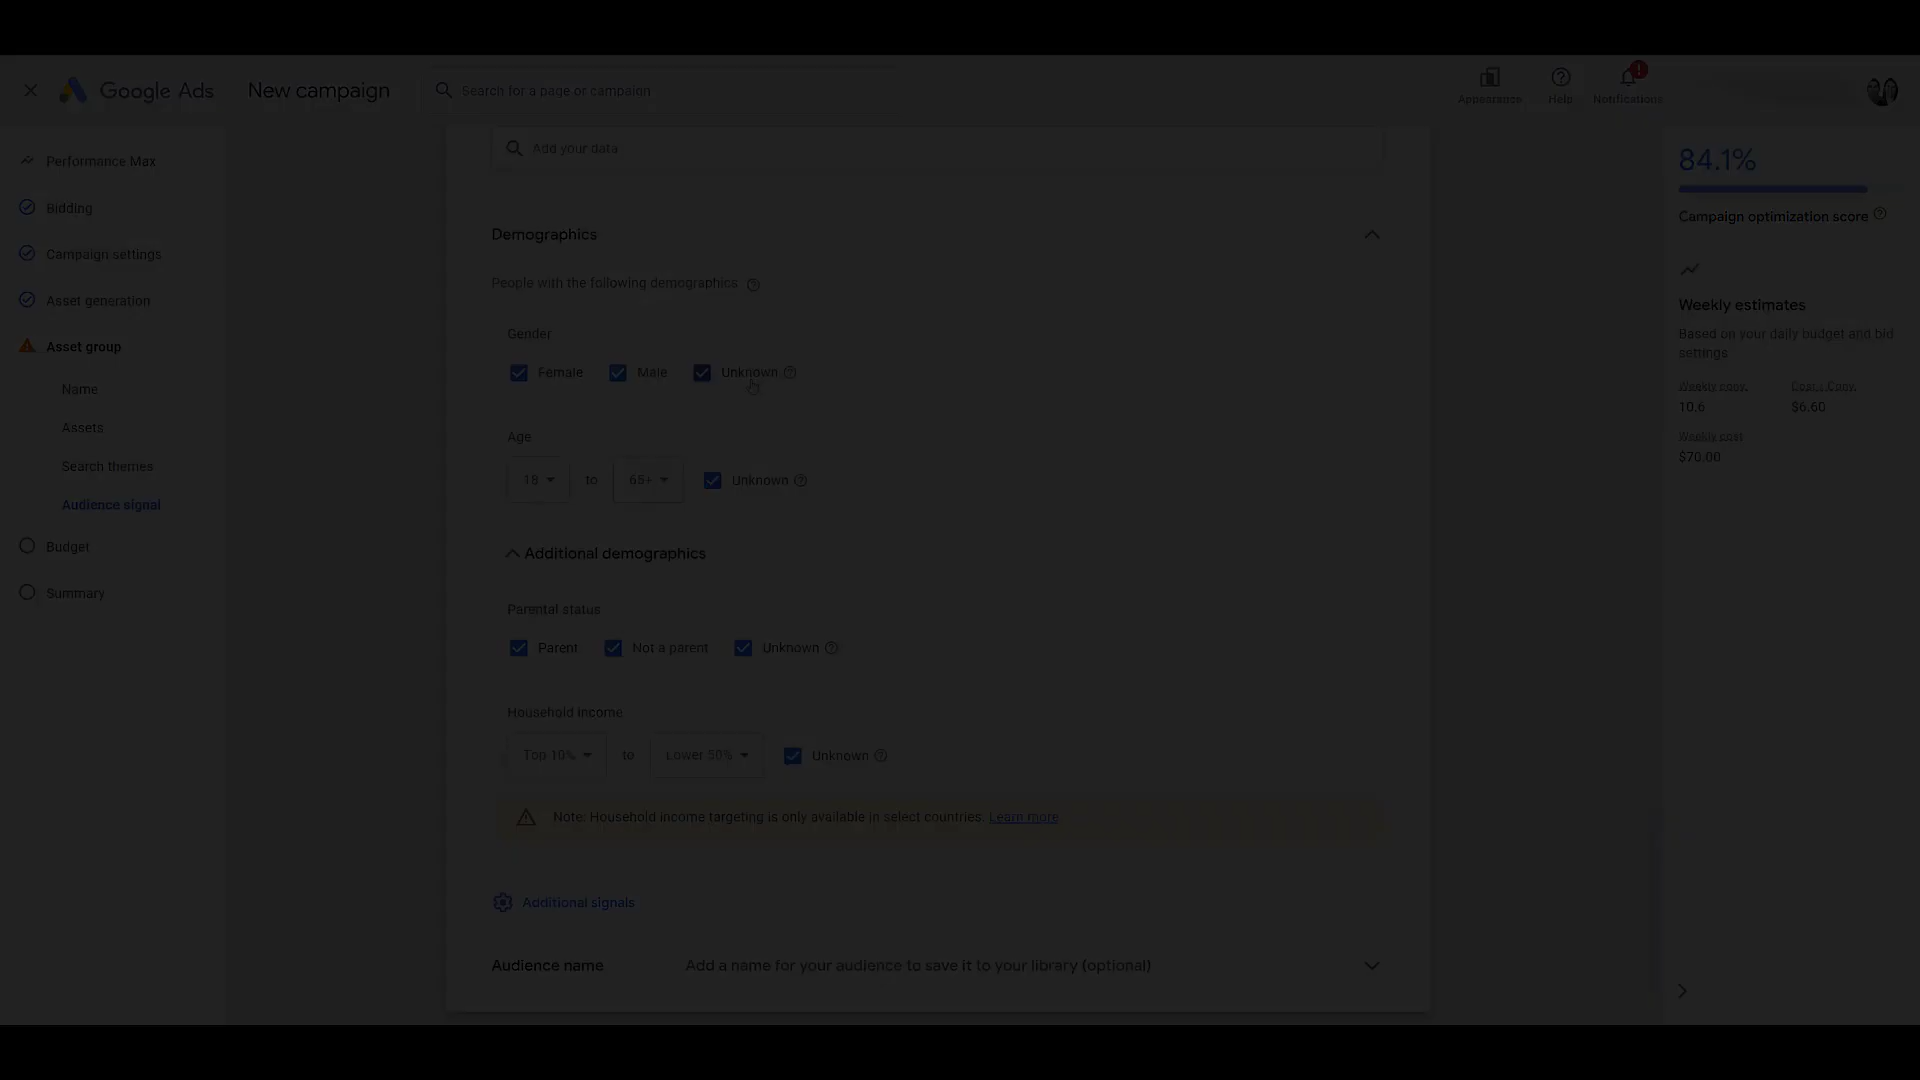 Google Ads
New campaign
Search for a page or campaign
Appearance
Help
Notifications
Performance Max
Bidding
Campaign settings
Asset generation
Asset group
Name
Assets
Search themes
Audience signal
Budget
Summary
Add your data
Demographics
People with the following demographics
Gender
Female
Male
Unknown
Age
18
to
65+
Unknown
Additional demographics
Parental status
Parent
Not a parent
Unknown
Household income
Top 10%
to
Lower 50%
Unknown
Note: Household income targeting is only available in select countries. Learn more
Additional signals
Audience name
Add a name for your audience to save it to your library (optional)
84.1%
Campaign optimization score
Weekly estimates
Based on your daily budget and bid
settings
Weekly conv.
Cost / Conv.
10.6
$6.60
Weekly cost
$70.00